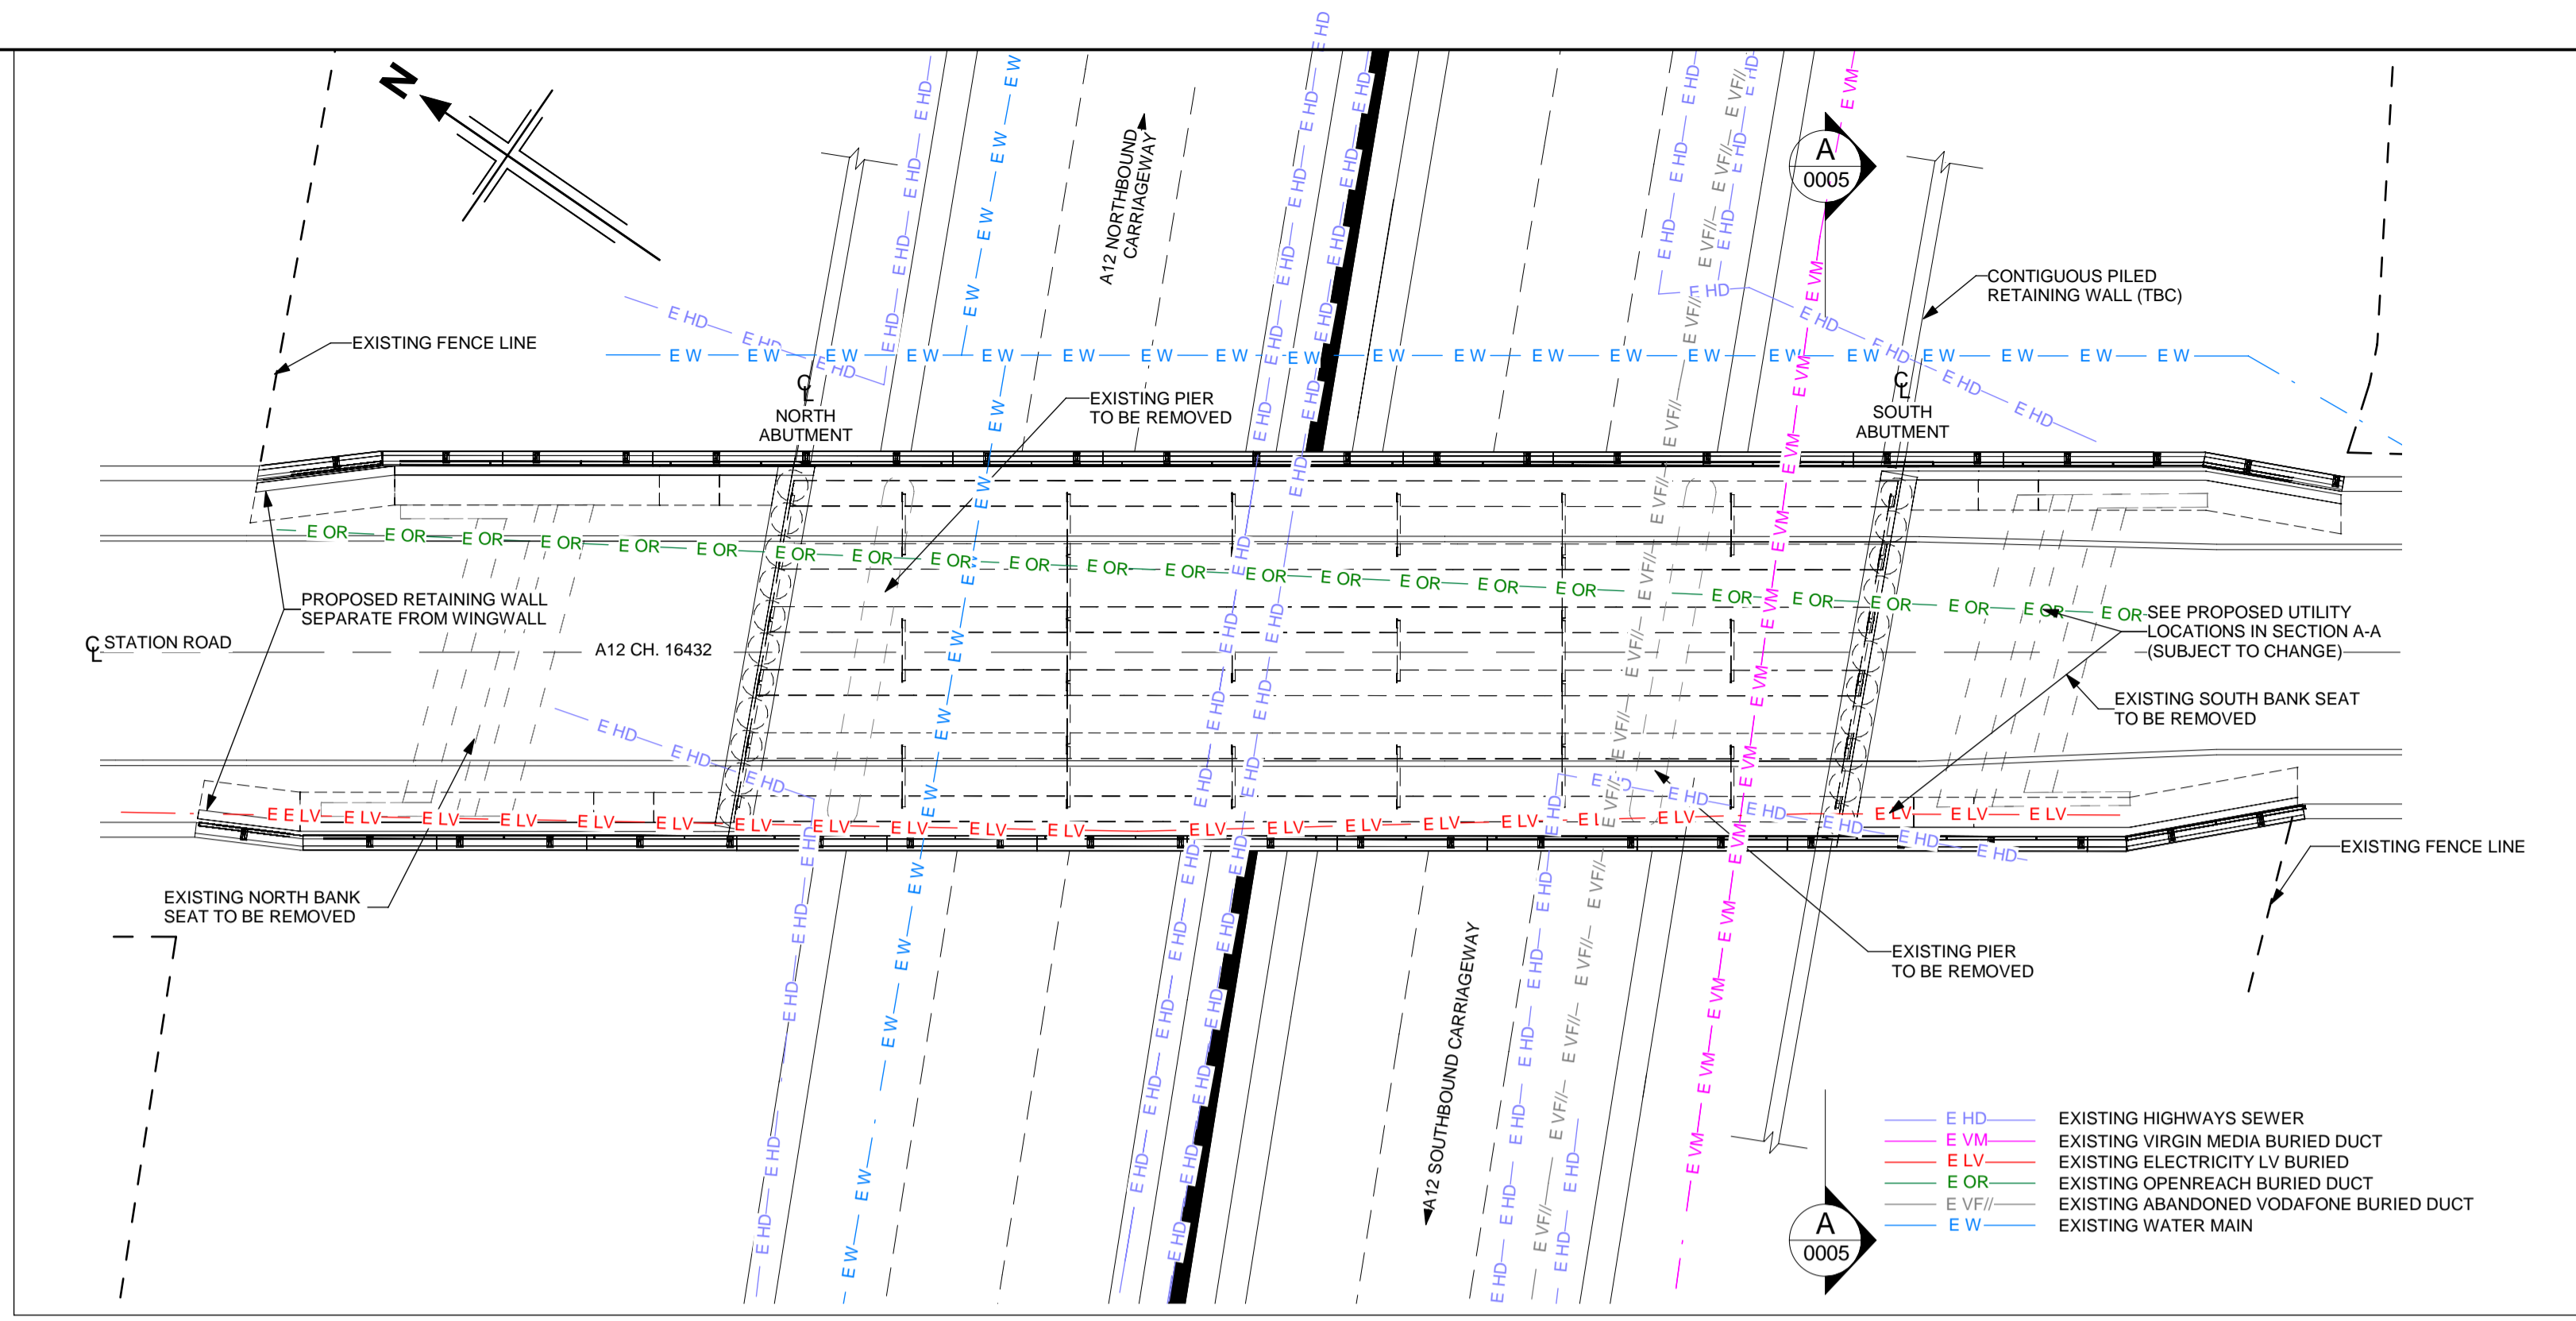 N
A12 NORTHBOUND
CARRIAGEWAY
A
0005
CONTIGUOUS PILED
RETAINING WALL (TBC)
EXISTING FENCE LINE
E HD
E W
E VF//
E VM
C
L
NORTH
ABUTMENT
EXISTING PIER
TO BE REMOVED
C
L
SOUTH
ABUTMENT
E OR
PROPOSED RETAINING WALL
SEPARATE FROM WINGWALL
C
L
STATION ROAD
A12 CH. 16432
SEE PROPOSED UTILITY
LOCATIONS IN SECTION A-A
(SUBJECT TO CHANGE)
EXISTING SOUTH BANK SEAT
TO BE REMOVED
E LV
EXISTING NORTH BANK
SEAT TO BE REMOVED
EXISTING FENCE LINE
EXISTING PIER
TO BE REMOVED
A12 SOUTHBOUND CARRIAGEWAY
E HD EXISTING HIGHWAYS SEWER
E VM EXISTING VIRGIN MEDIA BURIED DUCT
E LV EXISTING ELECTRICITY LV BURIED
E OR EXISTING OPENREACH BURIED DUCT
E VF// EXISTING ABANDONED VODAFONE BURIED DUCT
E W EXISTING WATER MAIN
A
0005